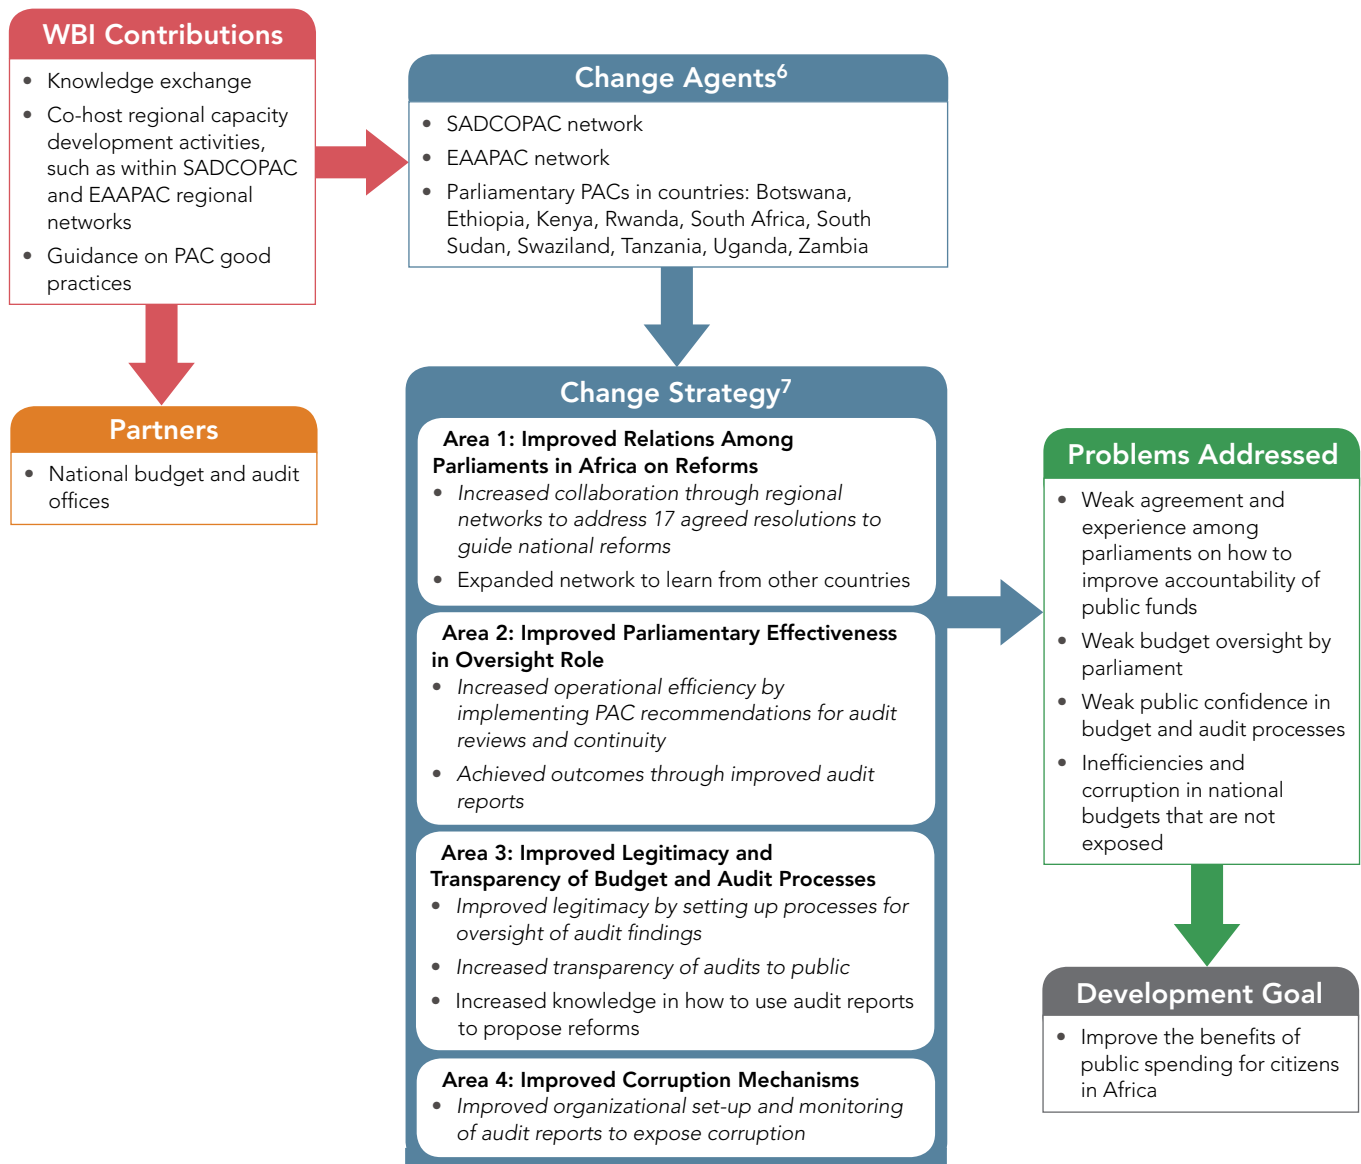 WBI Contributions
• Knowledge exchange
• Co-host regional capacity
development activities,
such as within SADCOPAC
and EAAPAC regional
networks
• Guidance on PAC good
practices
Change Agents6
• SADCOPAC network
• EAAPAC network
• Parliamentary PACs in countries: Botswana,
Ethiopia, Kenya, Rwanda, South Africa, South
Sudan, Swaziland, Tanzania, Uganda, Zambia
Partners
• National budget and audit
offices
Change Strategy7
Area 1: Improved Relations Among
Parliaments in Africa on Reforms
• Increased collaboration through regional
networks to address 17 agreed resolutions to
guide national reforms
• Expanded network to learn from other countries
Area 2: Improved Parliamentary Effectiveness
in Oversight Role
• Increased operational efficiency by
implementing PAC recommendations for audit
reviews and continuity
• Achieved outcomes through improved audit
reports
Area 3: Improved Legitimacy and
Transparency of Budget and Audit Processes
• Improved legitimacy by setting up processes for
oversight of audit findings
• Increased transparency of audits to public
• Increased knowledge in how to use audit reports
to propose reforms
Area 4: Improved Corruption Mechanisms
• Improved organizational set-up and monitoring
of audit reports to expose corruption
Problems Addressed
• Weak agreement and
experience among
parliaments on how to
improve accountability of
public funds
• Weak budget oversight by
parliament
• Weak public confidence in
budget and audit processes
• Inefficiencies and
corruption in national
budgets that are not
exposed
Development Goal
• Improve the benefits of
public spending for citizens
in Africa